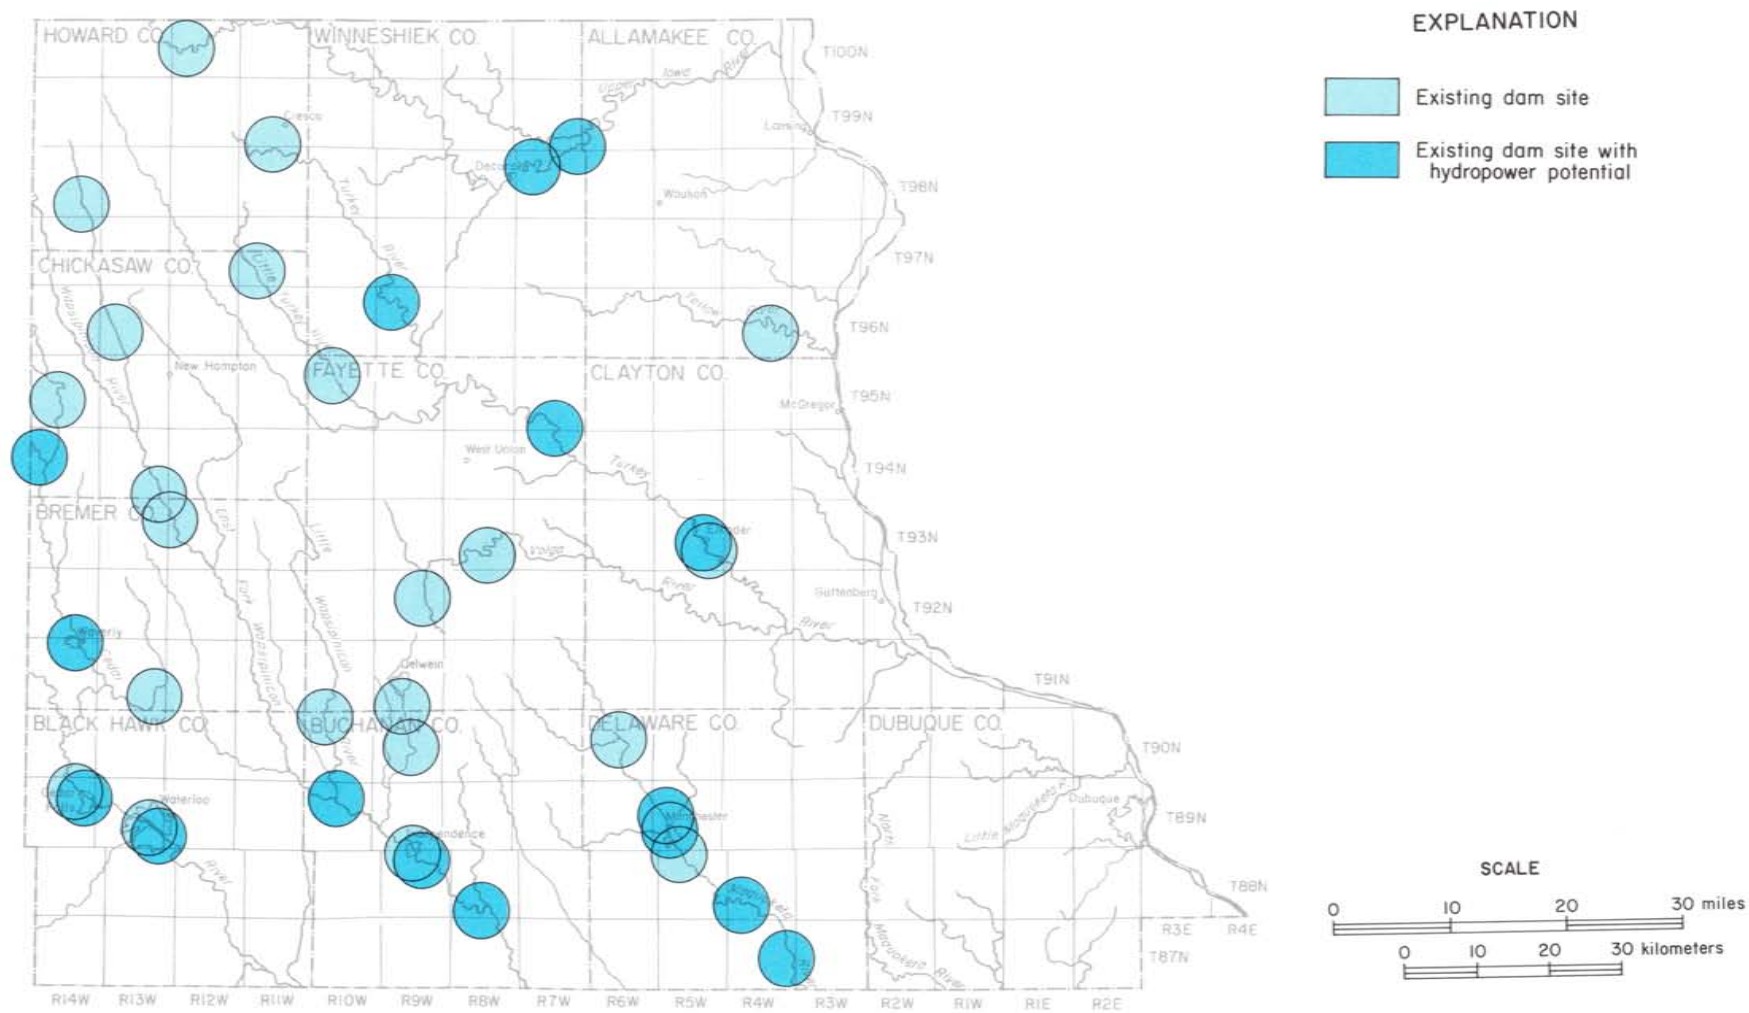 EXPLANATION
Existing dam site
Existing dam site with
hydropower potential
HOWARD CO.
WINNESHIEK CO.
ALLAMAKEE CO.
T100N
Upper Iowa River
Cresco
T99N
Lansing
Decorah
Waukon
T98N
Turkey River
CHICKASAW CO.
T97N
Little Turkey River
Wapsipinicon River
Yellow River
T96N
New Hampton
FAYETTE CO.
CLAYTON CO.
McGregor
T95N
West Union
Turkey
T94N
BREMER CO.
East Fork Wapsipinicon
Little Wapsipinicon River
Volga River
Elkader
T93N
Guttenberg
T92N
River
Waverly
Cedar
Oelwein
T91N
BLACK HAWK CO.
BUCHANAN CO.
DELAWARE CO.
DUBUQUE CO.
T90N
Cedar Falls
Waterloo
Independence
Manchester
Little Maquoketa R.
Dubuque
T89N
River
Maquoketa River
North Fork Maquoketa River
T88N
R3E
R4E
T87N
R14W R13W R12W R11W R10W R9W R8W R7W R6W R5W R4W R3W R2W R1W R1E R2E
SCALE
0 10 20 30 miles
0 10 20 30 kilometers